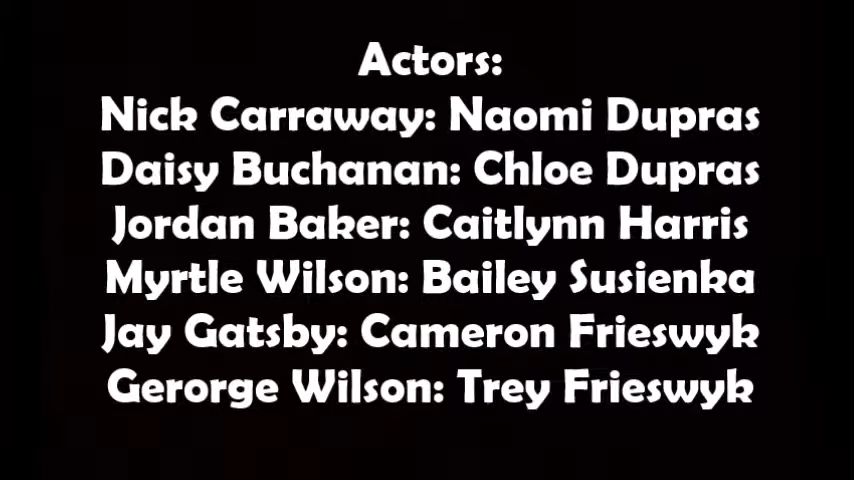 Actors:
Nick Carraway: Naomi Dupras
Daisy Buchanan: Chloe Dupras
Jordan Baker: Caitlynn Harris
Myrtle Wilson: Bailey Susienka
Jay Gatsby: Cameron Frieswyk
Gerorge Wilson: Trey Frieswyk